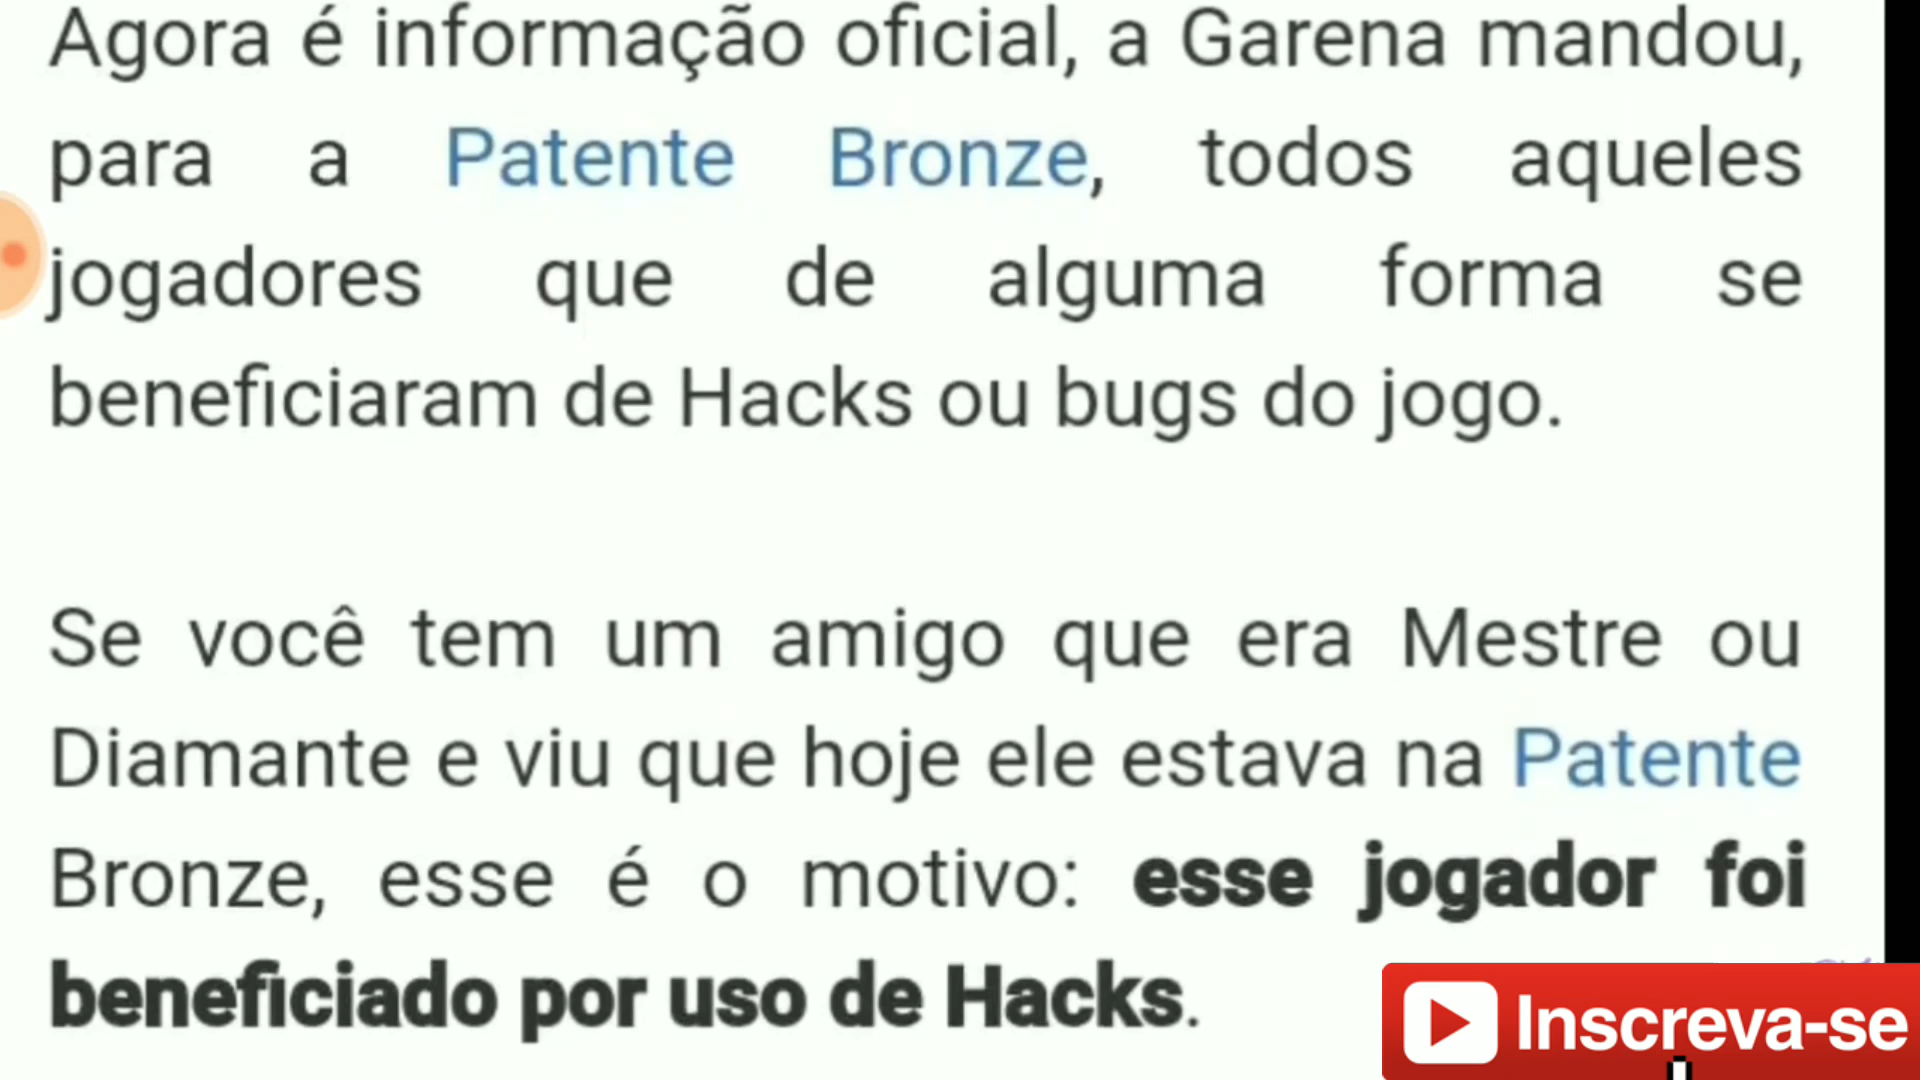 Agora é informação oficial, a Garena mandou,
para a Patente Bronze, todos aqueles
jogadores que de alguma forma se
beneficiaram de Hacks ou bugs do jogo.
Se você tem um amigo que era Mestre ou
Diamante e viu que hoje ele estava na Patente
Bronze, esse é o motivo: esse jogador foi
beneficiado por uso de Hacks.
Inscreva-se